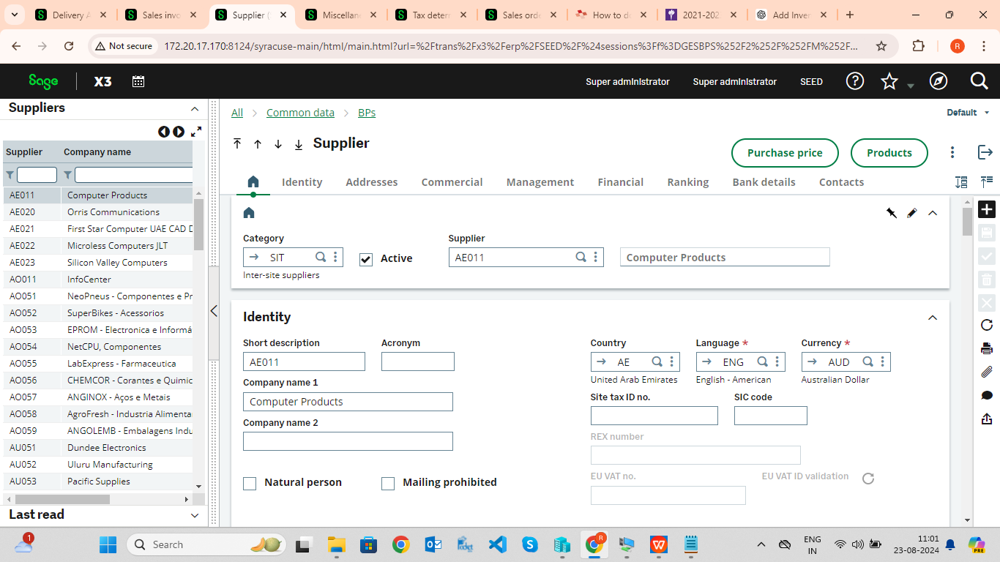 Delivery A
Sales invo
Supplier (
Miscellan
Tax deterr
Sales orde
How to do
2021-202
Add Inver
Not secure
172.20.17.170:8124/syracuse-main/html/main.html?url=%2Ftrans%2Fx3%2Ferp%2FSEED%2F%24sessions%3Ff%3DGESBPS%252F2%252F%252FM%252F...
R
Sage X3
Super administrator
Super administrator
SEED
Suppliers
Supplier Company name
AE011 Computer Products
AE020 Orris Communications
AE021 First Star Computer UAE CAD D
AE022 Microless Computers JLT
AE023 Silicon Valley Computers
AO011 InfoCenter
AO051 NeoPneus - Componentes e Pr
AO052 SuperBikes - Acessorios
AO053 EPROM - Electronica e Informá
AO054 NetCPU, Componentes
AO055 LabExpress - Farmaceutica
AO056 CHEMCOR - Corantes e Quimic
AO057 ANGINOX - Aços e Metais
AO058 AgroFresh - Industria Alimenta
AO059 ANGOLEMB - Embalagens Indu
AU051 Dundee Electronics
AU052 Uluru Manufacturing
AU053 Pacific Supplies
Last read
All Common data BPs
Default
Supplier
Purchase price
Products
Identity Addresses Commercial Management Financial Ranking Bank details Contacts
Category Supplier
SIT Active AE011 Computer Products
Inter-site suppliers
Identity
Short description Acronym Country Language * Currency *
AE011 AE ENG AUD
United Arab Emirates English - American Australian Dollar
Company name 1 Site tax ID no. SIC code
Computer Products
Company name 2
REX number
Natural person Mailing prohibited
EU VAT no. EU VAT ID validation
1
Search
R
ENG
IN
11:01
23-08-2024
PRE